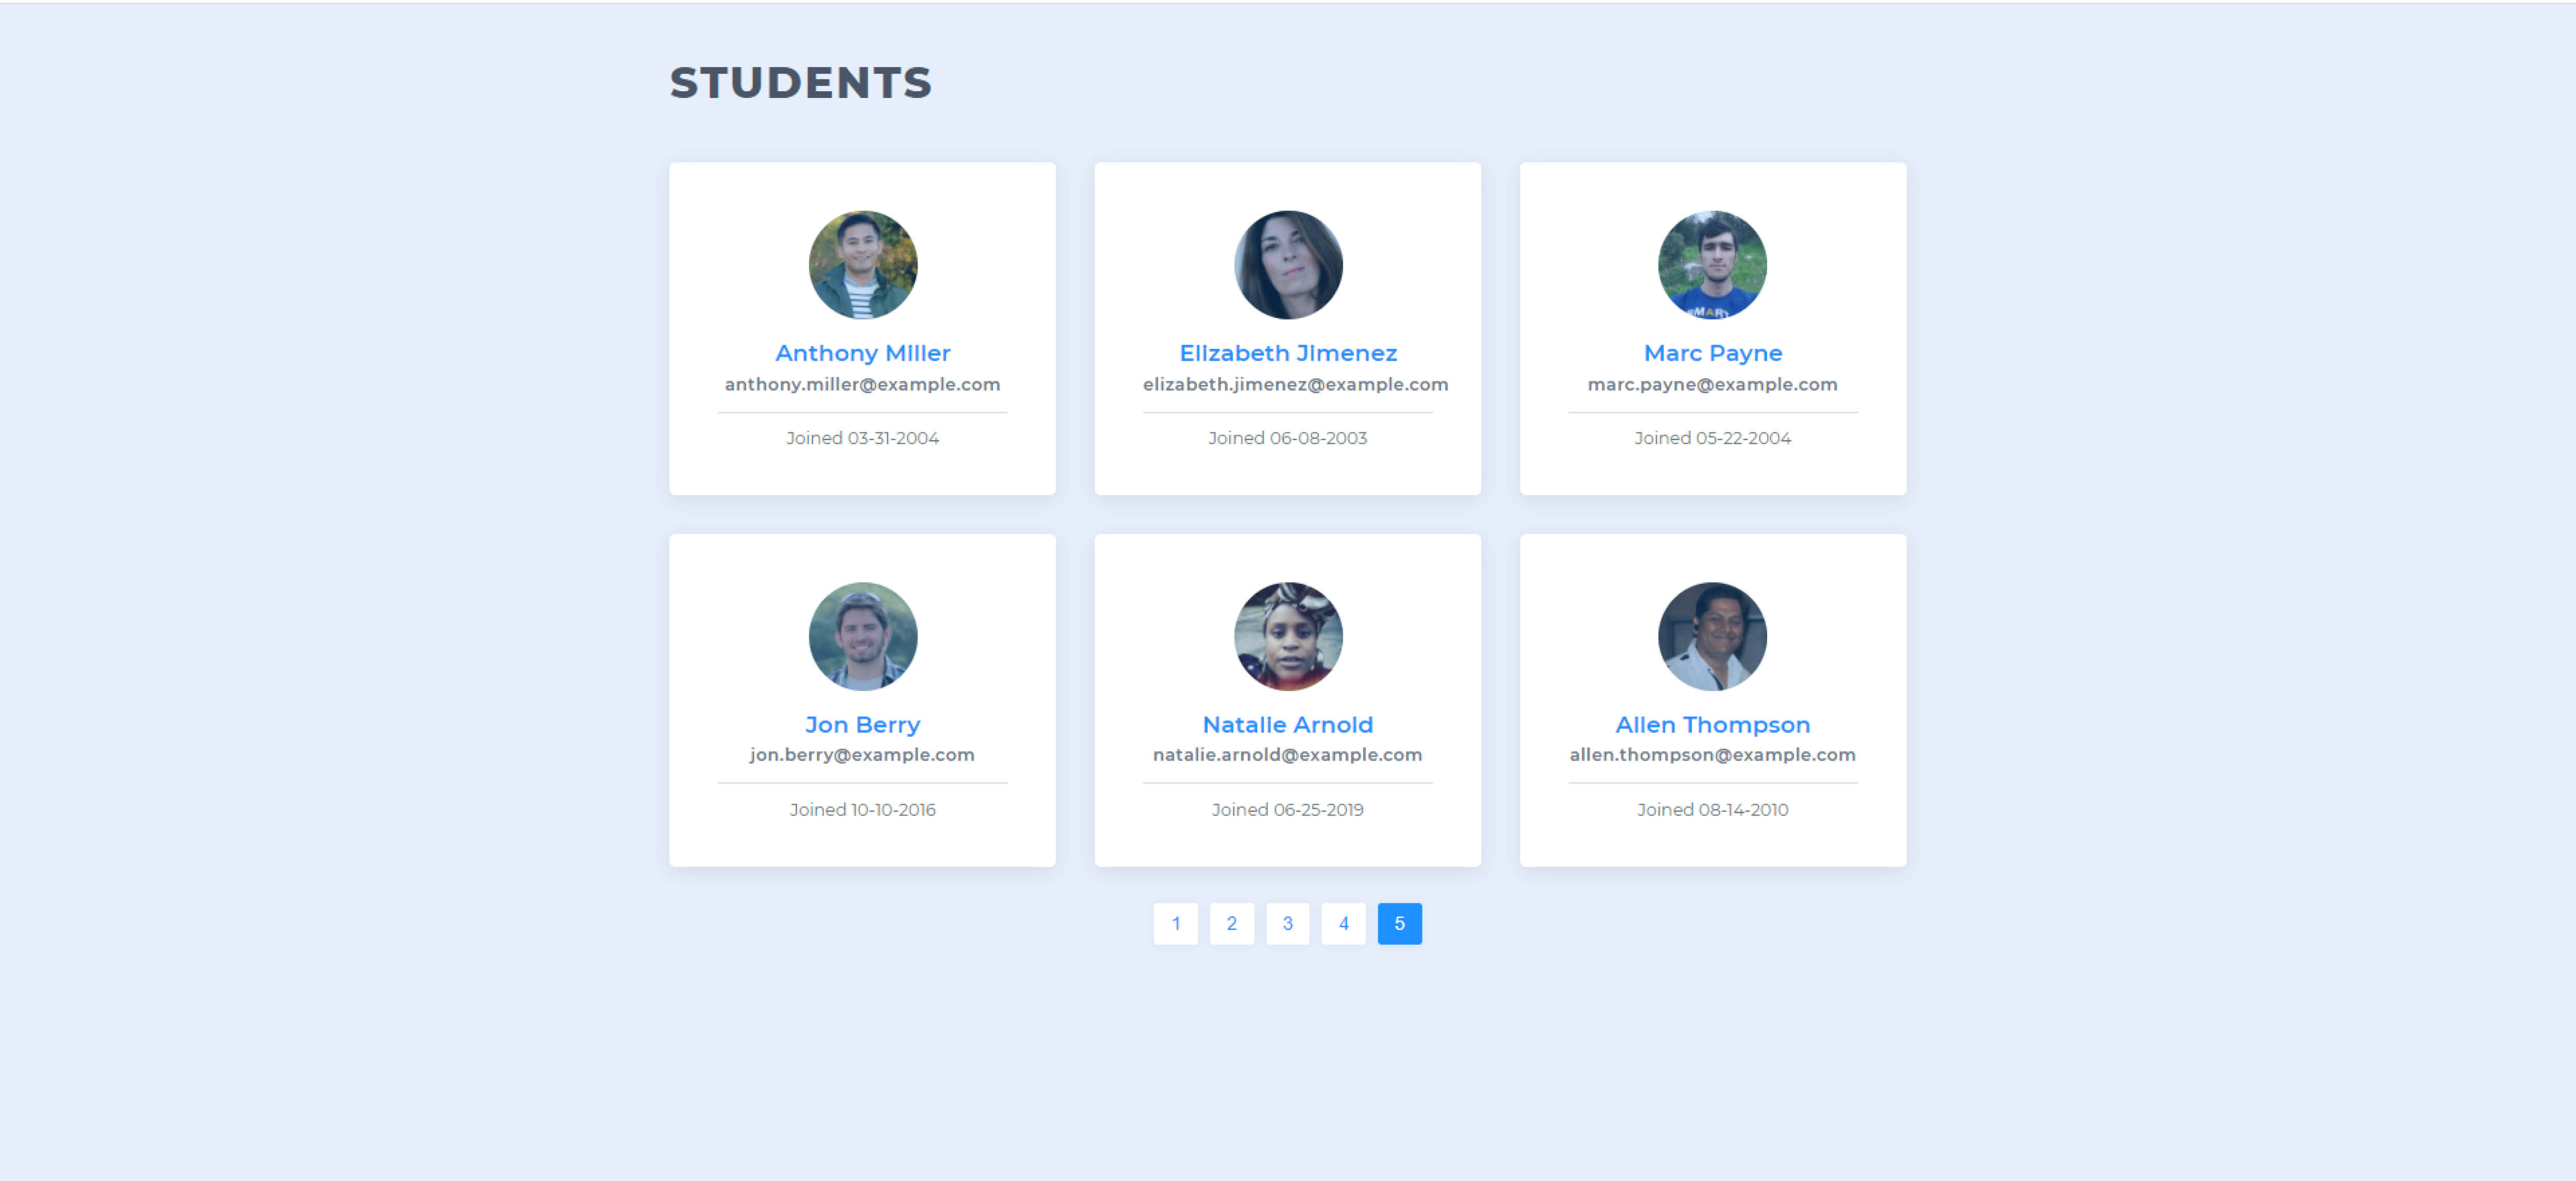 STUDENTS
Anthony Miller
anthony.miller@example.com
Joined 03-31-2004
Elizabeth Jimenez
elizabeth.jimenez@example.com
Joined 06-08-2003
Marc Payne
marc.payne@example.com
Joined 05-22-2004
Jon Berry
jon.berry@example.com
Joined 10-10-2016
Natalie Arnold
natalie.arnold@example.com
Joined 06-25-2019
Allen Thompson
allen.thompson@example.com
Joined 08-14-2010
1 2 3 4 5